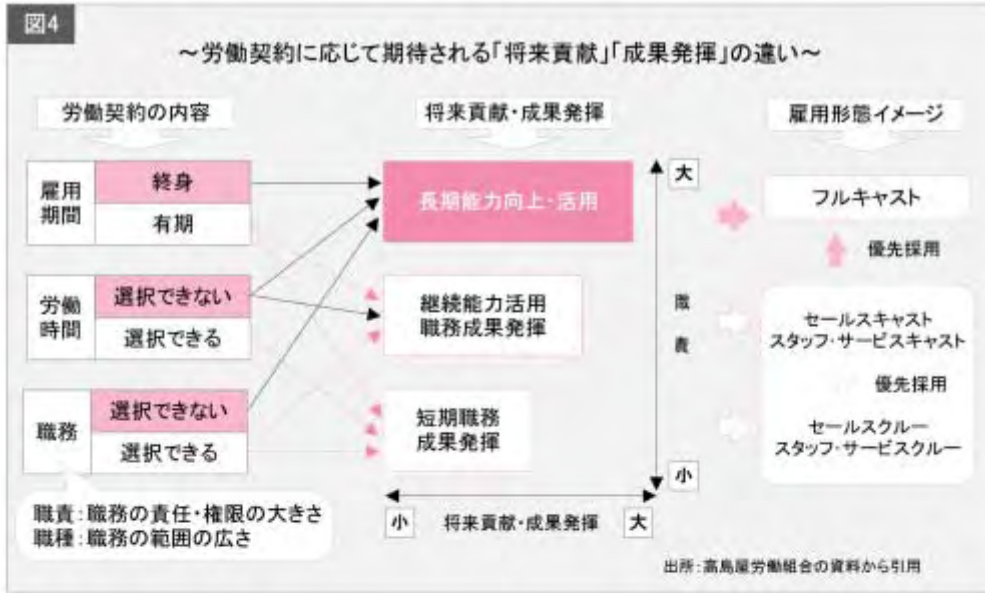 図4
～労働契約に応じて期待される「将来貢献」「成果発揮」の違い～
労働契約の内容
将来貢献・成果発揮
雇用形態イメージ
雇用
期間
終身
有期
労働
時間
選択できない
選択できる
職務
選択できない
選択できる
職責:職務の責任・権限の大きさ
職種:職務の範囲の広さ
長期能力向上・活用
継続能力活用
職務成果発揮
短期職務
成果発揮
大
職
責
小
小
将来貢献・成果発揮
大
フルキャスト
優先採用
セールスキャスト
スタッフ・サービスキャスト
優先採用
セールスクルー
スタッフ・サービスクルー
出所:高島屋労働組合の資料から引用